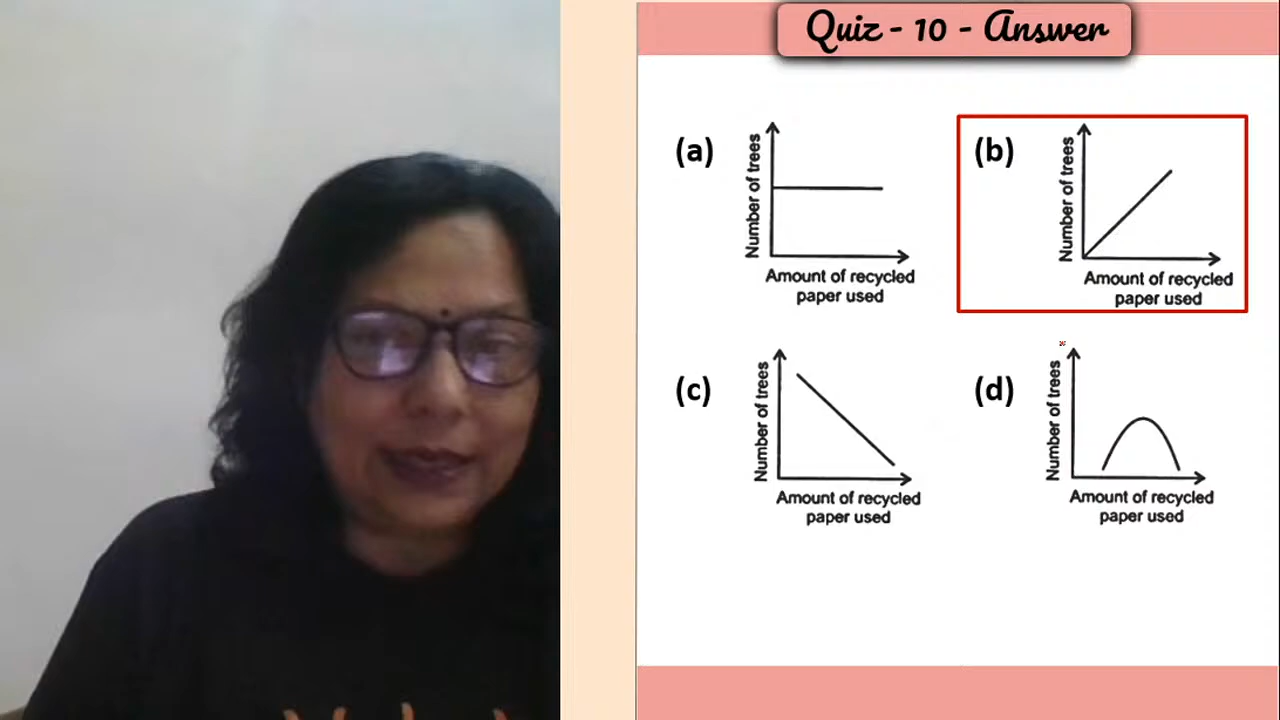 Quiz - 10 - Answer
(a)
Number of trees
Amount of recycled
paper used
(b)
Number of trees
Amount of recycled
paper used
(c)
Number of trees
Amount of recycled
paper used
(d)
Number of trees
Amount of recycled
paper used